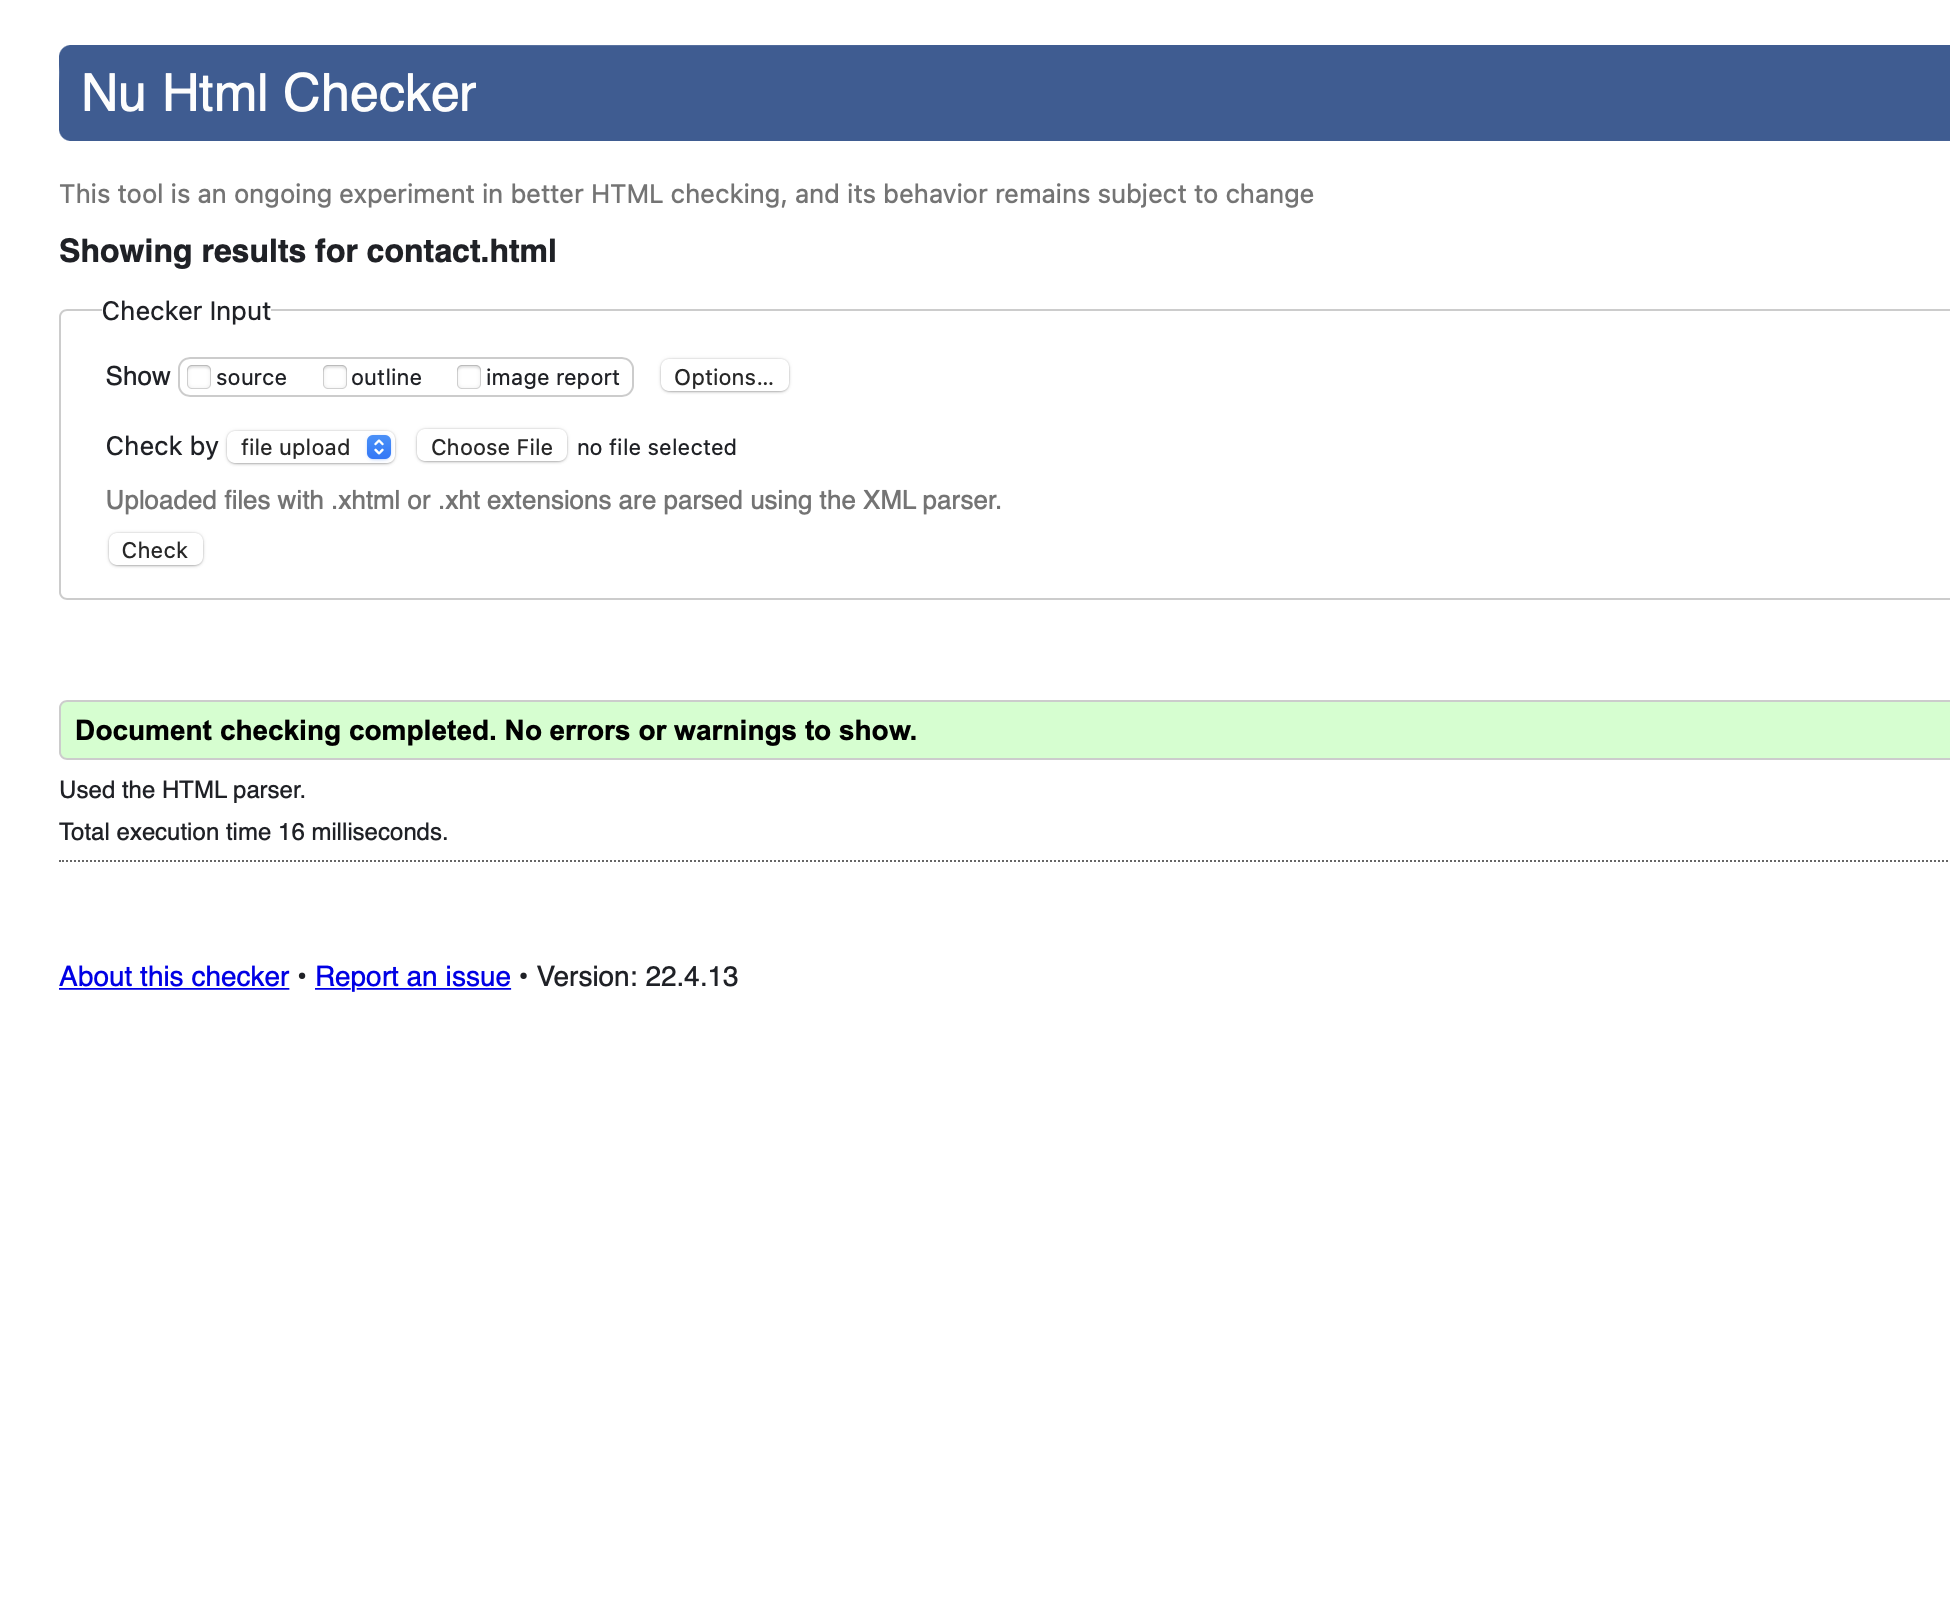 Nu Html Checker
This tool is an ongoing experiment in better HTML checking, and its behavior remains subject to change
Showing results for contact.html
Checker Input
Show source outline image report Options...
Check by file upload Choose File no file selected
Uploaded files with .xhtml or .xht extensions are parsed using the XML parser.
Check
Document checking completed. No errors or warnings to show.
Used the HTML parser.
Total execution time 16 milliseconds.
About this checker • Report an issue • Version: 22.4.13